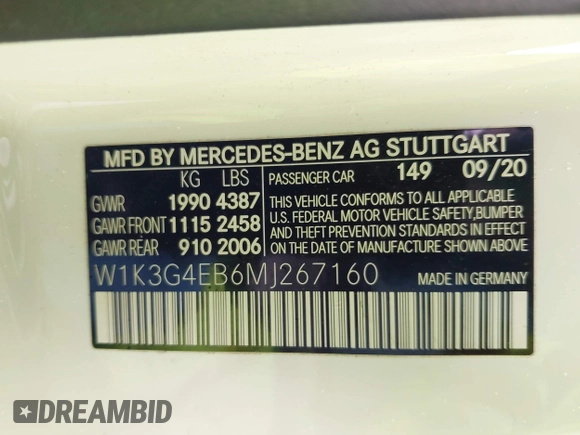 MFD BY MERCEDES-BENZ AG STUTTGART
KG LBS PASSENGER CAR 149 09/20
GVWR 1990 4387
GAWR FRONT 1115 2458
GAWR REAR 910 2006
THIS VEHICLE CONFORMS TO ALL APPLICABLE
U.S. FEDERAL MOTOR VEHICLE SAFETY, BUMPER,
AND THEFT PREVENTION STANDARDS IN EFFECT ON
THE DATE OF MANUFACTURE SHOWN ABOVE.
W1K3G4EB6MJ267160 MADE IN GERMANY
DREAMBID